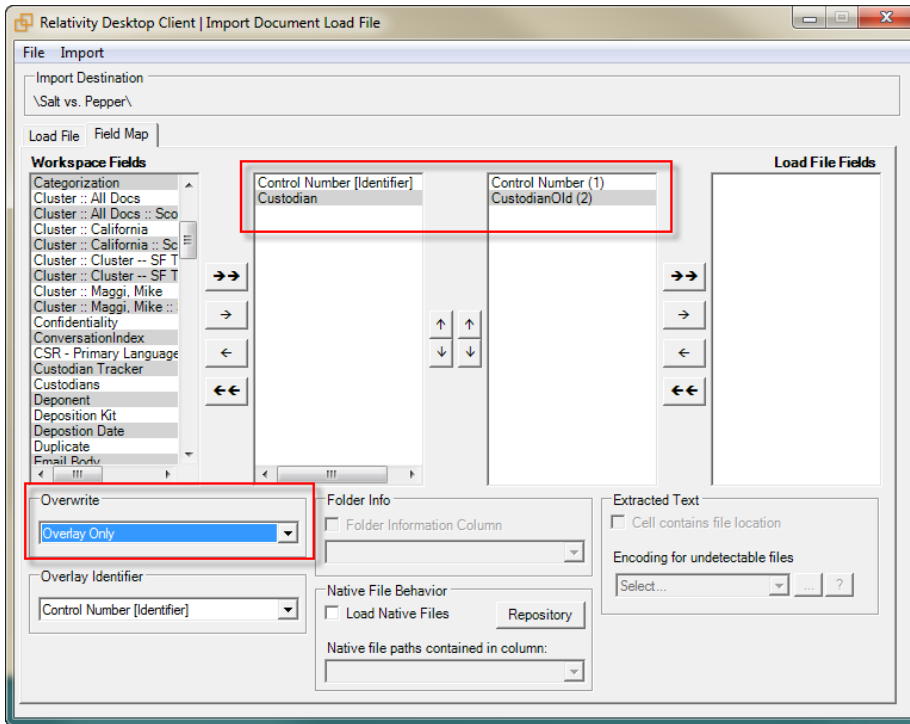 Relativity Desktop Client | Import Document Load File
File Import
Import Destination
\Salt vs. Pepper\
Load File Field Map
Workspace Fields
Load File Fields
Categorization
Cluster :: All Docs
Cluster :: All Docs :: Sco
Cluster :: California
Cluster :: California :: Sc
Cluster :: Cluster -- SF T
Cluster :: Cluster -- SF T
Cluster :: Maggi, Mike
Cluster :: Maggi, Mike ::
Confidentiality
ConversationIndex
CSR - Primary Language
Custodian Tracker
Custodians
Deponent
Deposition Kit
Depostion Date
Duplicate
Email Body
Control Number [Identifier]
Custodian
Control Number (1)
CustodianOld (2)
Overwrite
Overlay Only
Overlay Identifier
Control Number [Identifier]
Folder Info
Folder Information Column
Native File Behavior
Load Native Files
Repository
Native file paths contained in column:
Extracted Text
Cell contains file location
Encoding for undetectable files
Select... ... ?